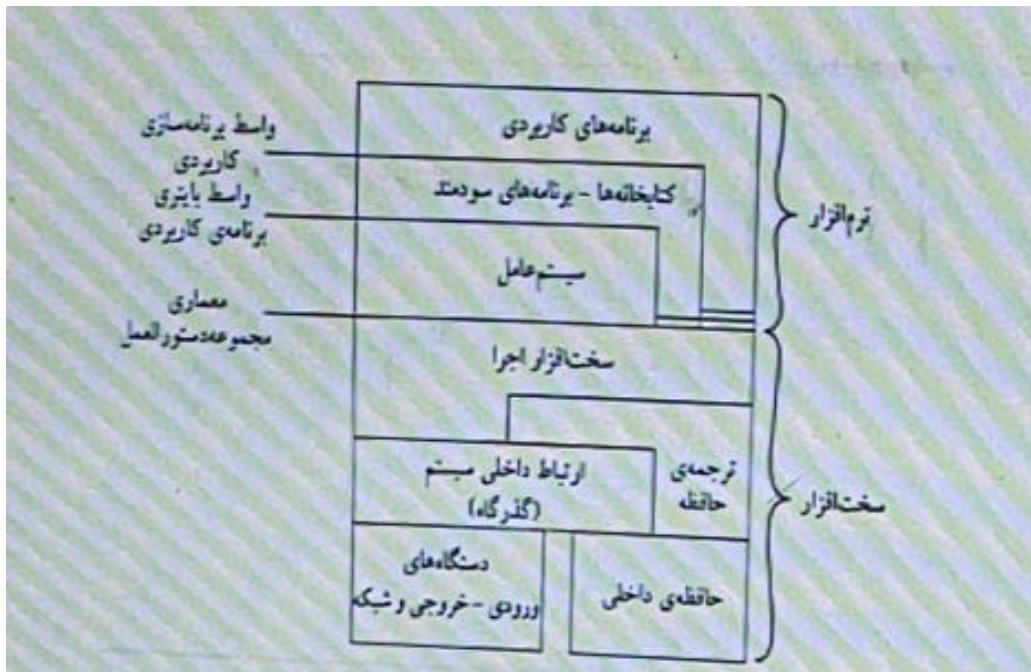 برنامه‌های کاربردی
واسط برنامه‌سازی
کاربردی
کتابخانه‌ها - برنامه‌های سودمند
واسط باینری
برنامه‌ی کاربردی
نرم‌افزار
سیستم‌عامل
معماری
مجموعه‌دستورالعمل
سخت‌افزار اجرا
ارتباط داخلی سیستم
(گذرگاه)
ترجمه‌ی
حافظه
سخت‌افزار
دستگاه‌های
ورودی - خروجی و شبکه
حافظه‌ی داخلی